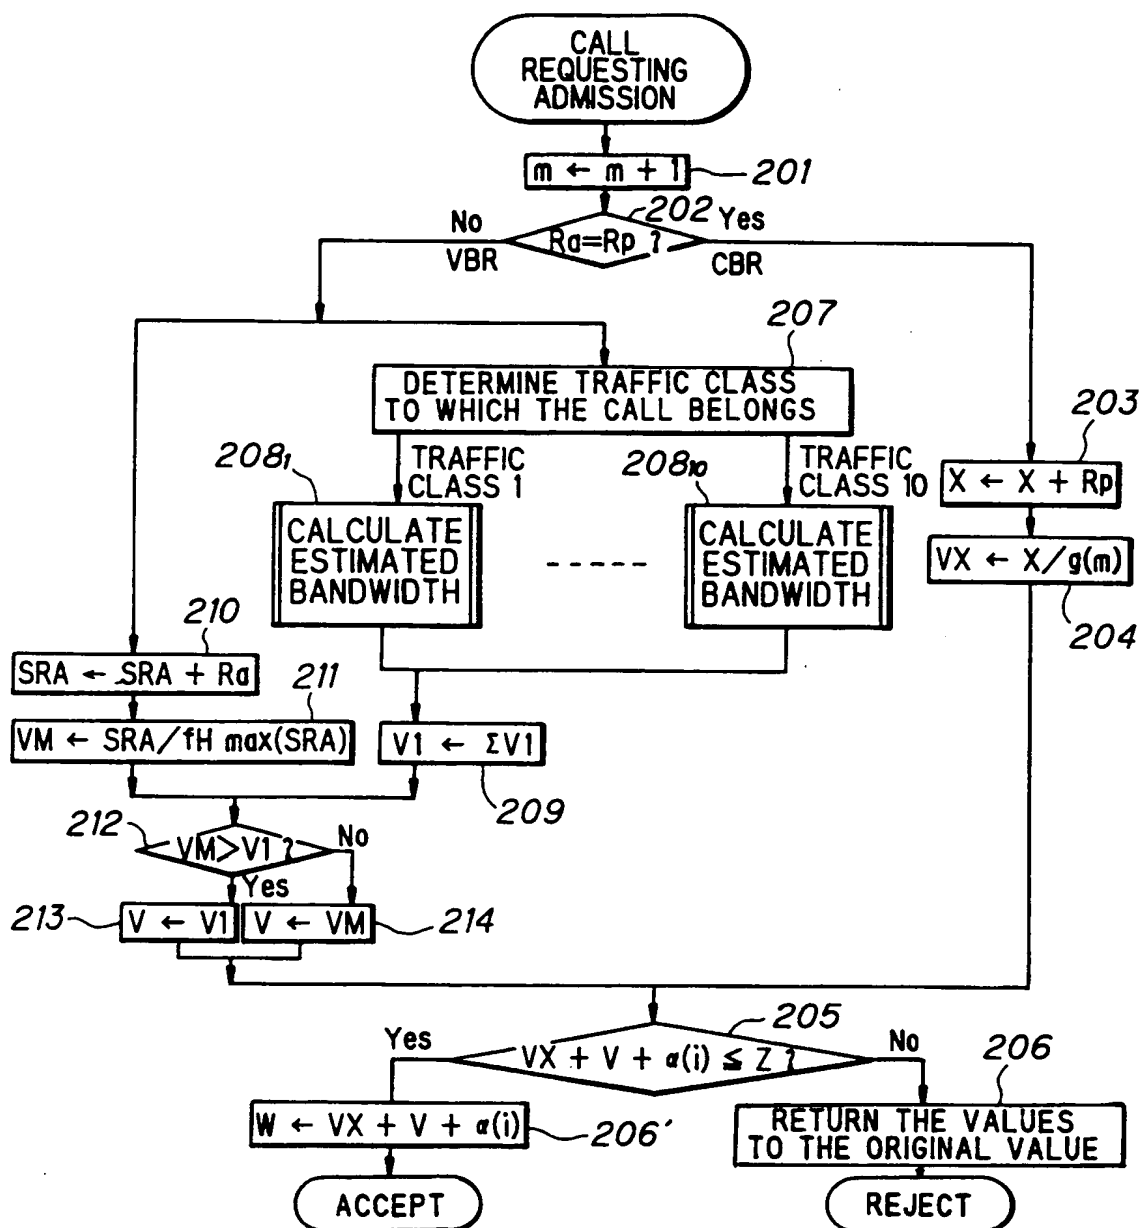 CALL
REQUESTING
ADMISSION
m ← m + 1
201
202
No
Yes
Ra=Rp ?
VBR
CBR
207
DETERMINE TRAFFIC CLASS
TO WHICH THE CALL BELONGS
203
208₁
TRAFFIC
CLASS 1
208₁₀
TRAFFIC
CLASS 10
X ← X + Rp
CALCULATE
ESTIMATED
BANDWIDTH
CALCULATE
ESTIMATED
BANDWIDTH
VX ← X/g(m)
204
210
SRA ← SRA + Ra
211
VM ← SRA/fH max(SRA)
V1 ← ΣV1
209
212
VM>V1 ?
No
Yes
213
V ← V1
V ← VM
214
205
Yes
VX + V + α(i) ≦ Z ?
No
206
W ← VX + V + α(i)
206'
RETURN THE VALUES
TO THE ORIGINAL VALUE
ACCEPT
REJECT